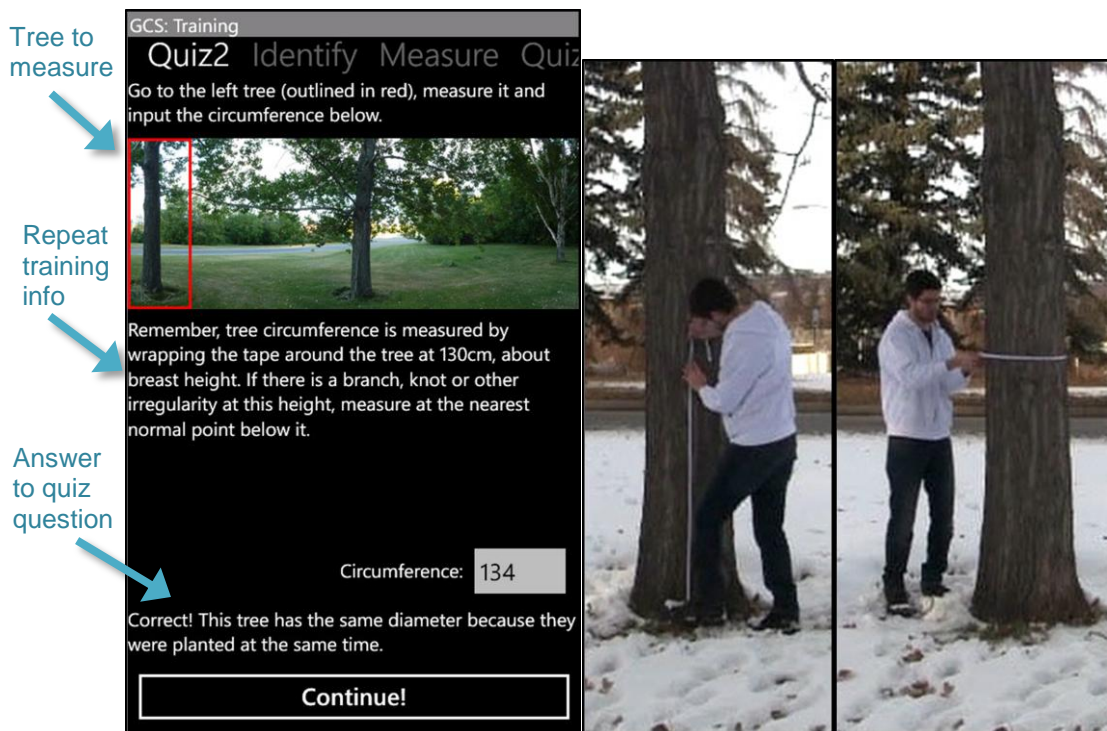 Tree to
measure
Repeat
training
info
Answer
to quiz
question
GCS: Training
Quiz2 Identify Measure Quiz
Go to the left tree (outlined in red), measure it and
input the circumference below.
Remember, tree circumference is measured by
wrapping the tape around the tree at 130cm, about
breast height. If there is a branch, knot or other
irregularity at this height, measure at the nearest
normal point below it.
Circumference: 134
Correct! This tree has the same diameter because they
were planted at the same time.
Continue!